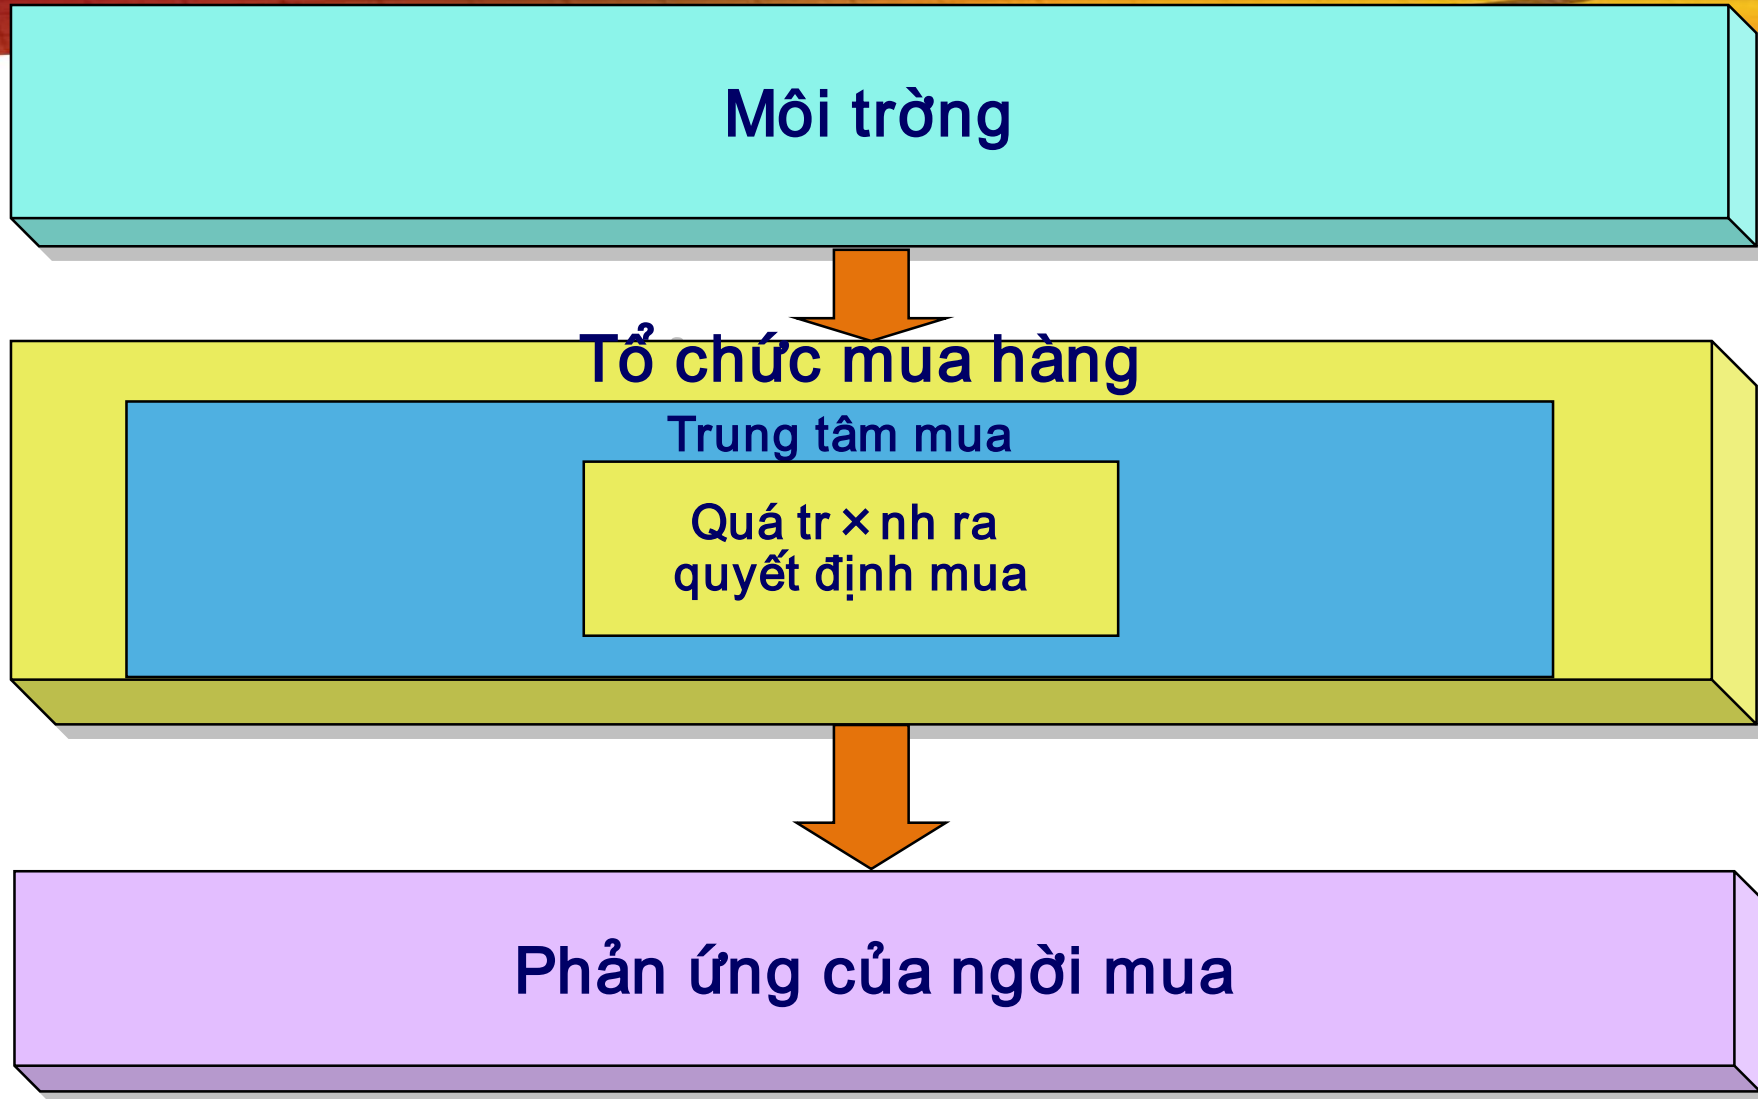 Môi trờng
Tổ chức mua hàng
Trung tâm mua
Quá tr×nh ra
quyết định mua
Phản ứng của ngời mua